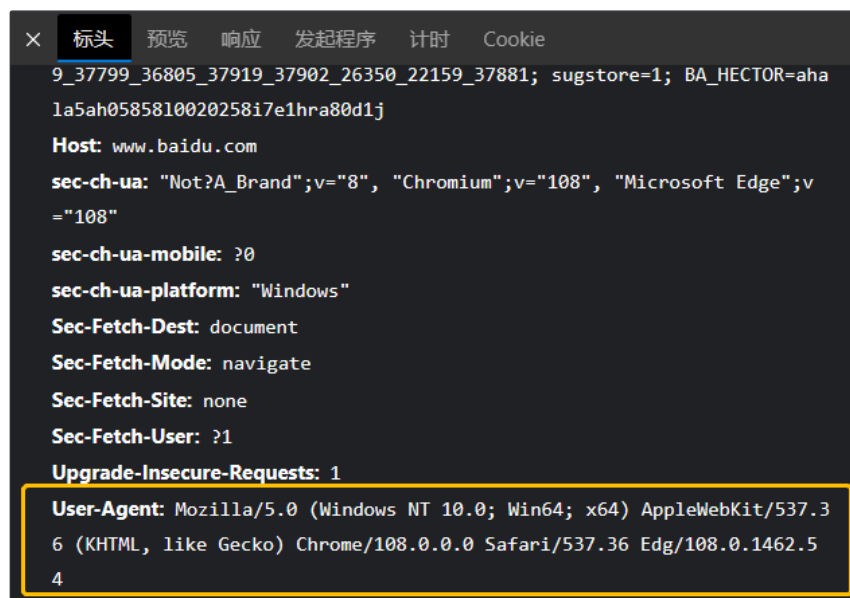 × 标头 预览 响应 发起程序 计时 Cookie
9_37799_36805_37919_37902_26350_22159_37881; sugstore=1; BA_HECTOR=aha
la5ah05858l0020258i7e1hra80d1j
Host: www.baidu.com
sec-ch-ua: "Not?A_Brand";v="8", "Chromium";v="108", "Microsoft Edge";v
="108"
sec-ch-ua-mobile: ?0
sec-ch-ua-platform: "Windows"
Sec-Fetch-Dest: document
Sec-Fetch-Mode: navigate
Sec-Fetch-Site: none
Sec-Fetch-User: ?1
Upgrade-Insecure-Requests: 1
User-Agent: Mozilla/5.0 (Windows NT 10.0; Win64; x64) AppleWebKit/537.3
6 (KHTML, like Gecko) Chrome/108.0.0.0 Safari/537.36 Edg/108.0.1462.5
4